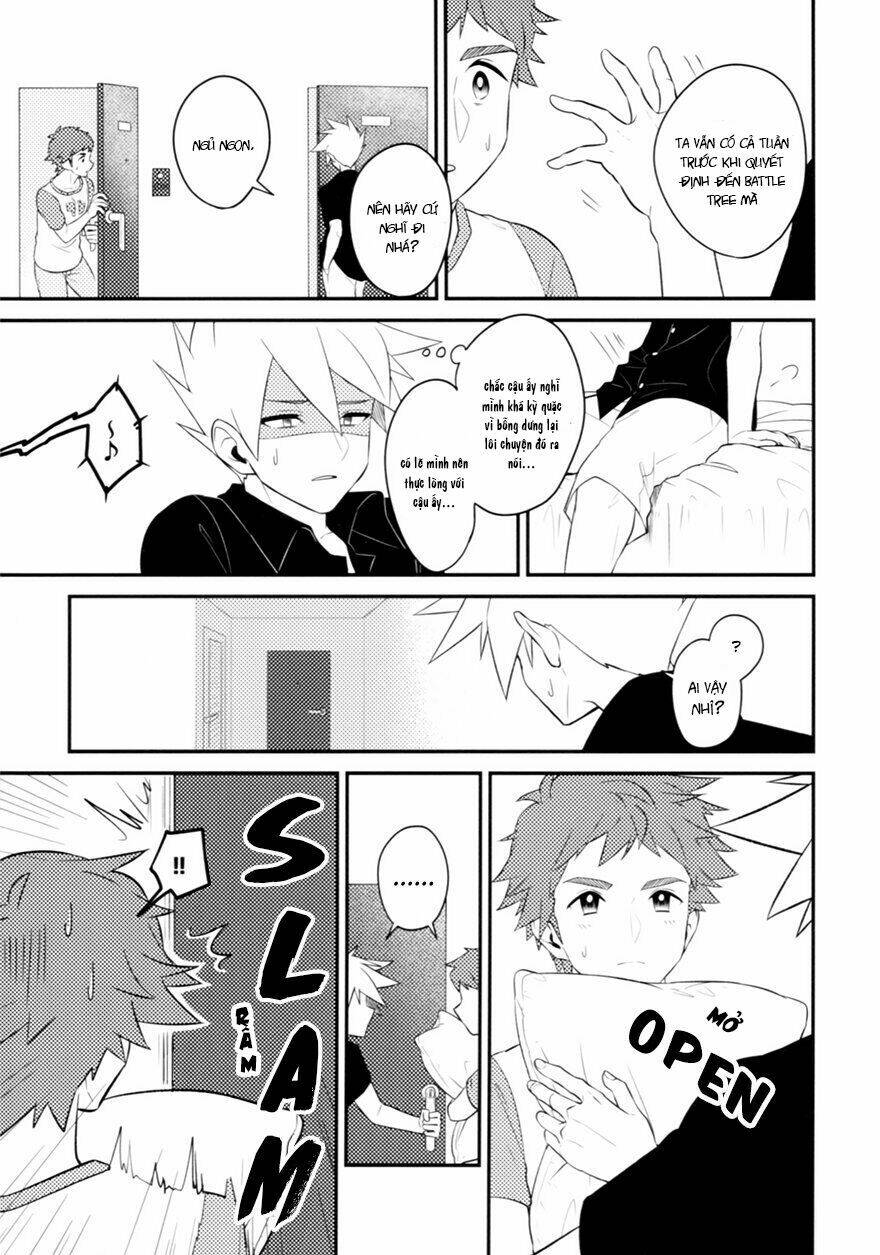 TA VẪN CÓ CẢ TUẦN
TRƯỚC KHI QUYẾT
ĐỊNH ĐẾN BATTLE
TREE MÀ
NÊN HÃY CỨ
NGHĨ ĐI
NHÁ?
NGỦ NGON.
chắc cậu ấy nghĩ
mình khá kỳ quặc
vì bỗng dưng lại
lôi chuyện đó ra
nói...
có lẽ mình nên
thực lòng với
cậu ấy...
♪
?
AI VẬY
NHỈ?
MỞ
OPEN
......
!!
SLAM
RẦM